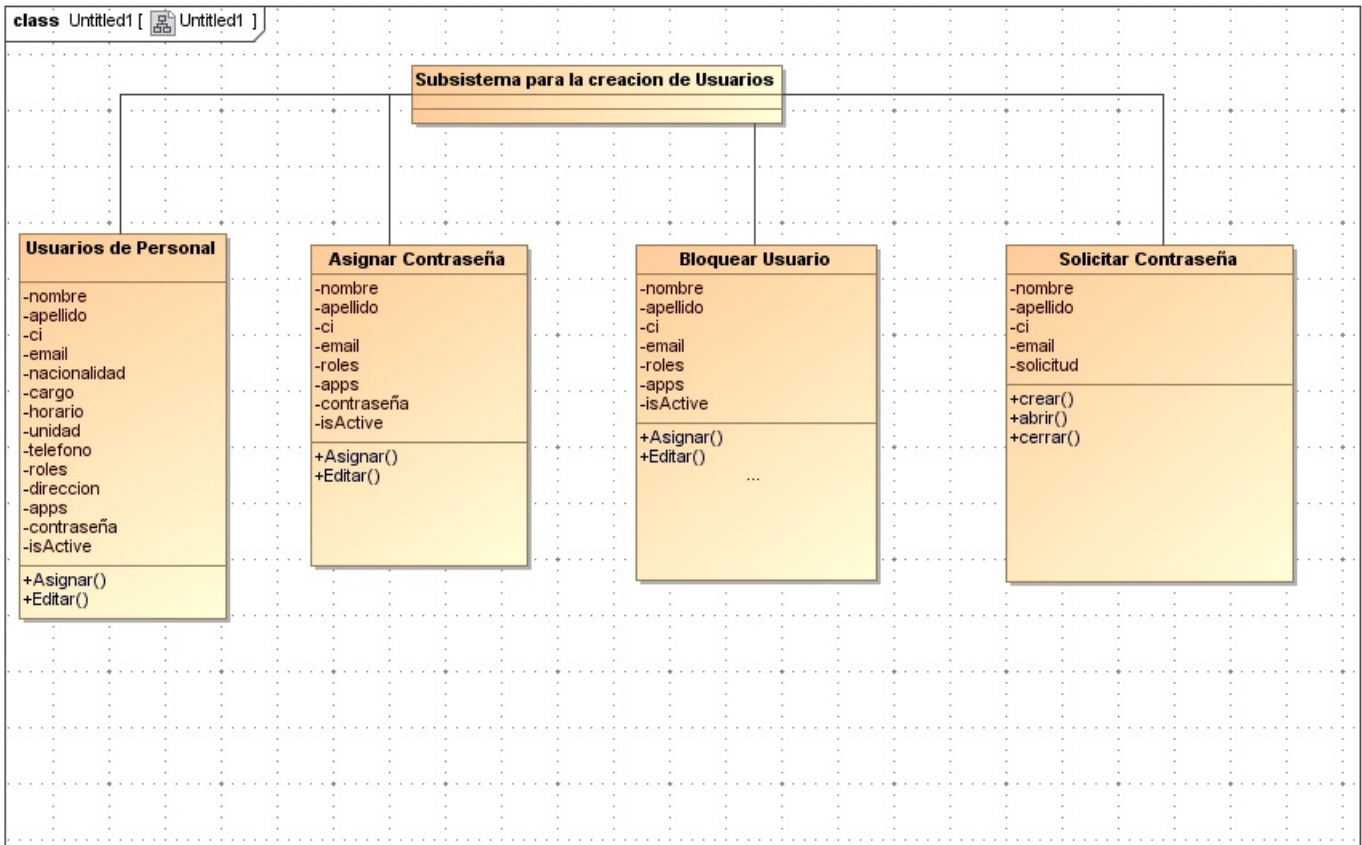 class Untitled1 [ Untitled1 ]
Subsistema para la creacion de Usuarios
Usuarios de Personal
-nombre
-apellido
-ci
-email
-nacionalidad
-cargo
-horario
-unidad
-telefono
-roles
-direccion
-apps
-contraseña
-isActive
+Asignar()
+Editar()
Asignar Contraseña
-nombre
-apellido
-ci
-email
-roles
-apps
-contraseña
-isActive
+Asignar()
+Editar()
Bloquear Usuario
-nombre
-apellido
-ci
-email
-roles
-apps
-isActive
+Asignar()
+Editar()
...
Solicitar Contraseña
-nombre
-apellido
-ci
-email
-solicitud
+crear()
+abrir()
+cerrar()